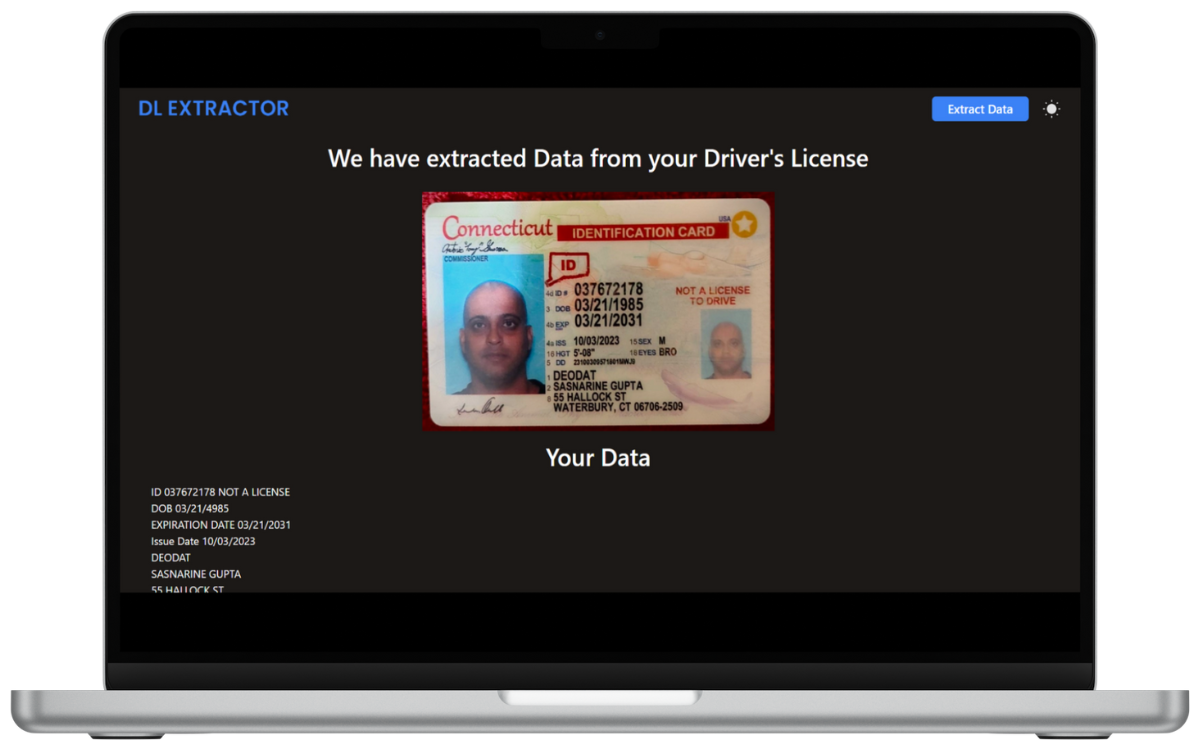 DL EXTRACTOR
Extract Data
We have extracted Data from your Driver's License
Connecticut
USA
IDENTIFICATION CARD
COMMISSIONER
ID
4d ID # 037672178
NOT A LICENSE
TO DRIVE
3 DOB 03/21/1985
4b EXP 03/21/2031
4a ISS 10/03/2023 15 SEX M
16 HGT 5'-08" 18 EYES BRO
5 DD
1 DEODAT
2 SASNARINE GUPTA
8 55 HALLOCK ST
WATERBURY, CT 06706-2509
Your Data
ID 037672178 NOT A LICENSE
DOB 03/21/4985
EXPIRATION DATE 03/21/2031
Issue Date 10/03/2023
DEODAT
SASNARINE GUPTA
55 HALLOCK ST